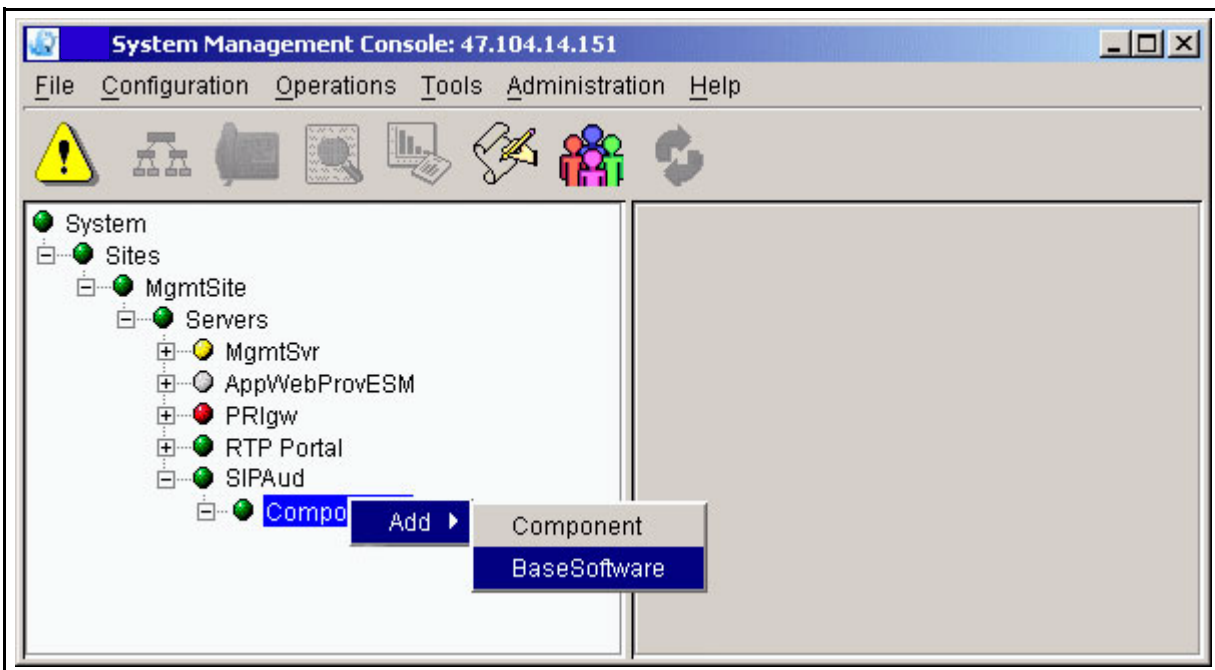 System Management Console: 47.104.14.151
File Configuration Operations Tools Administration Help
System
Sites
MgmtSite
Servers
MgmtSvr
AppWebProvESM
PRIgw
RTP Portal
SIPAud
Compo
Add
Component
BaseSoftware